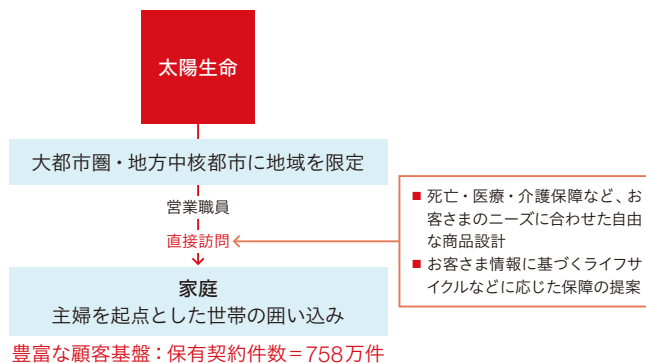 太陽生命
大都市圏・地方中核都市に地域を限定
営業職員
直接訪問
■ 死亡・医療・介護保障など、お
客さまのニーズに合わせた自由
な商品設計
■ お客さま情報に基づくライフサ
イクルなどに応じた保障の提案
家庭
主婦を起点とした世帯の囲い込み
豊富な顧客基盤：保有契約件数＝758万件